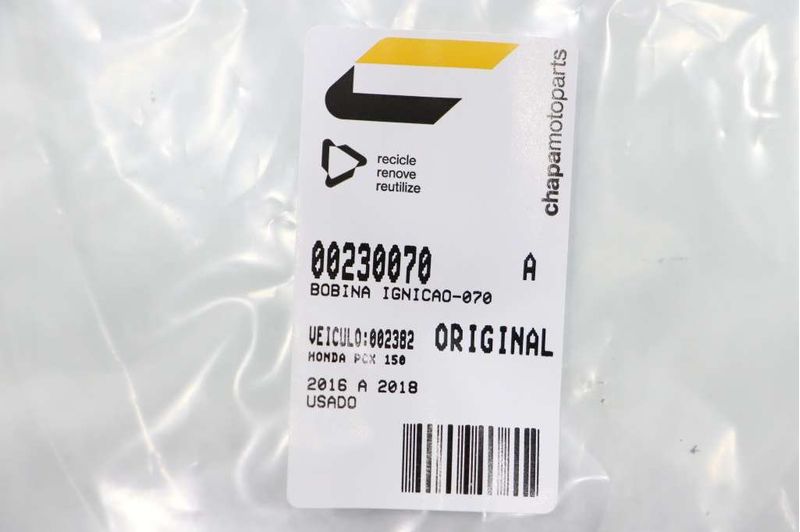 chapamotoparts
recicle
renove
reutilize
00230070 A
BOBINA IGNICAO-070
VEICULO:002382 ORIGINAL
HONDA PCX 150
2016 A 2018
USADO